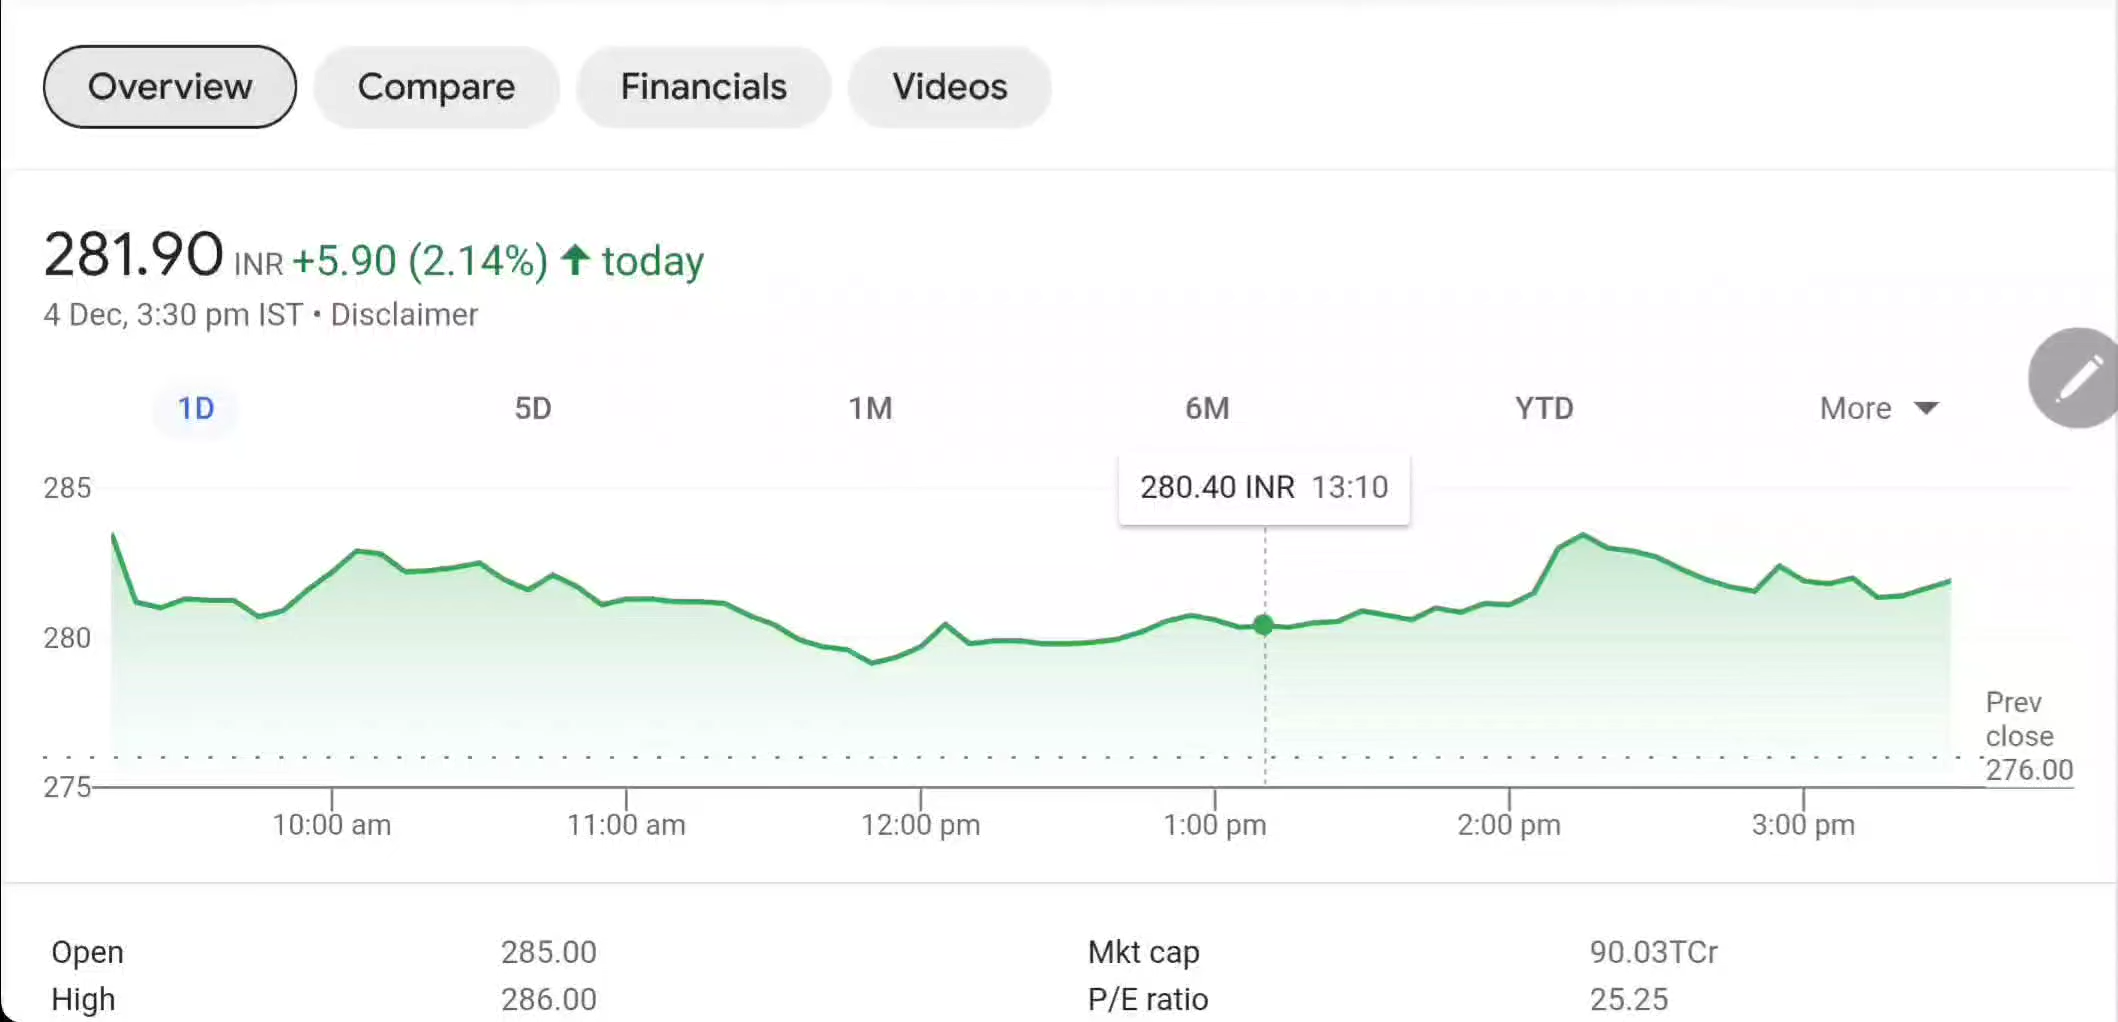 Overview Compare Financials Videos
281.90 INR +5.90 (2.14%) ↑ today
4 Dec, 3:30 pm IST • Disclaimer
1D 5D 1M 6M YTD More
280.40 INR 13:10
285
280
275
Prev
close
276.00
10:00 am 11:00 am 12:00 pm 1:00 pm 2:00 pm 3:00 pm
Open 285.00 Mkt cap 90.03TCr
High 286.00 P/E ratio 25.25